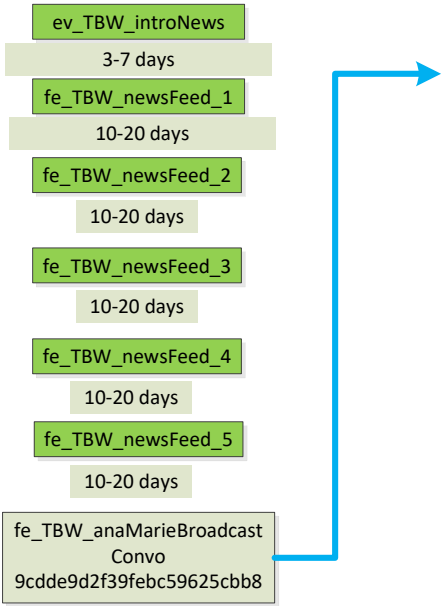 ev_TBW_introNews
3-7 days
fe_TBW_newsFeed_1
10-20 days
fe_TBW_newsFeed_2
10-20 days
fe_TBW_newsFeed_3
10-20 days
fe_TBW_newsFeed_4
10-20 days
fe_TBW_newsFeed_5
10-20 days
fe_TBW_anaMarieBroadcast
Convo
9cdde9d2f39febc59625cbb8